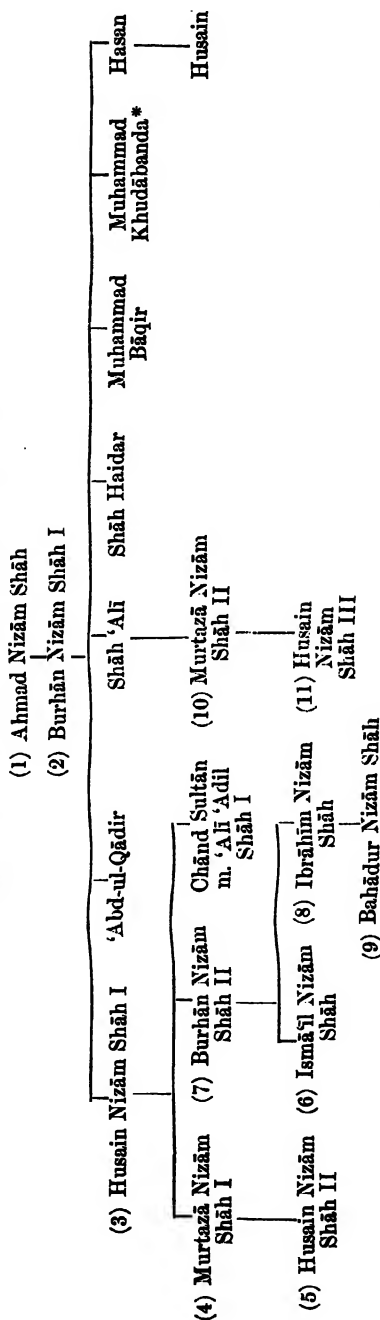 (1) Ahmad Nizām Shāh
(2) Burhān Nizām Shāh I
(3) Husain Nizām Shāh I
‘Abd-ul-Qādir
Shāh ‘Alī
Shāh Haidar
Muhammad
Bāqir
Muhammad
Khudābanda*
Hasan
Husain
(4) Murtazā Nizām
Shāh I
(7) Burhān Nizām
Shāh II
Chānd Sultān
m. ‘Alī ‘Ādil
Shāh I
(10) Murtazā Nizām
Shāh II
(5) Husain Nizām
Shāh II
(6) Ismā‘īl Nizām
Shāh
(8) Ibrāhīm Nizām
Shāh
(11) Husain
Nizām
Shāh III
(9) Bahādur Nizām Shāh